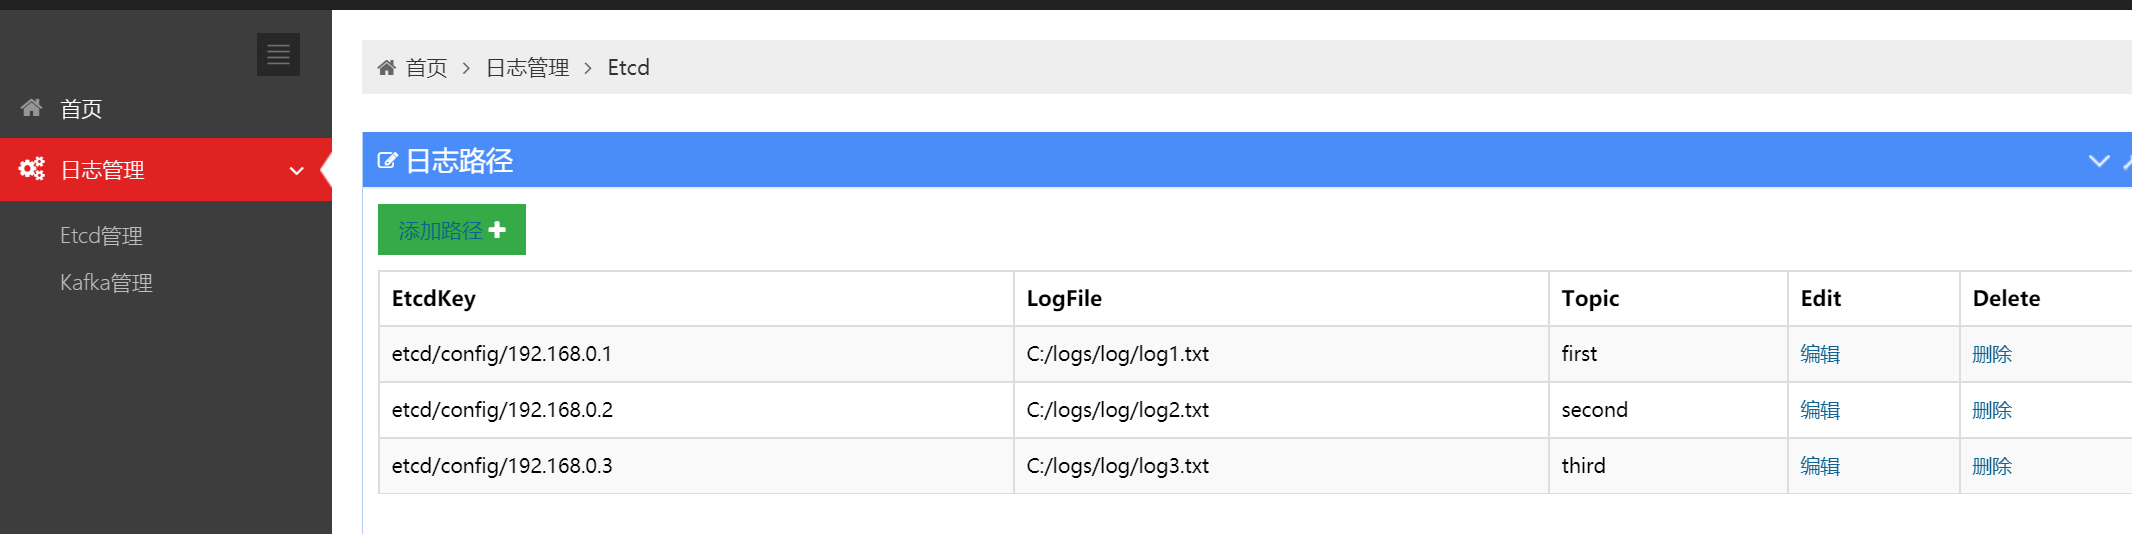 首页
日志管理
Etcd管理
Kafka管理
首页 > 日志管理 > Etcd
日志路径
添加路径
EtcdKey LogFile Topic Edit Delete
etcd/config/192.168.0.1 C:/logs/log/log1.txt first 编辑 删除
etcd/config/192.168.0.2 C:/logs/log/log2.txt second 编辑 删除
etcd/config/192.168.0.3 C:/logs/log/log3.txt third 编辑 删除